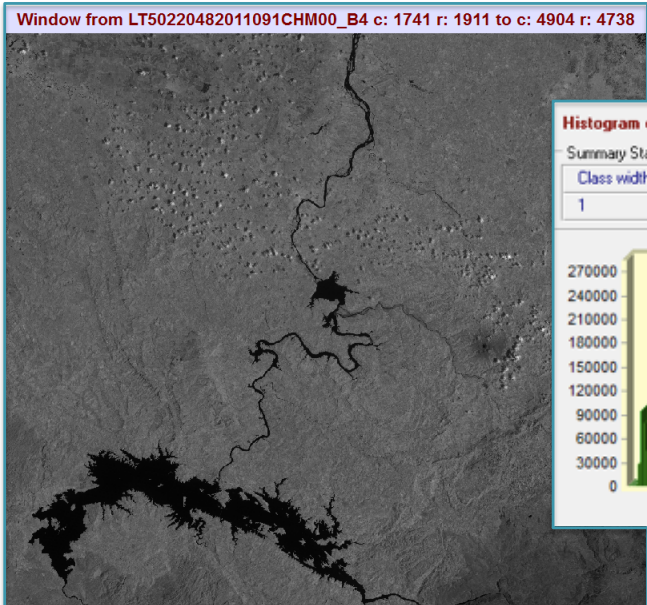 Window from LT50220482011091CHM00_B4 c: 1741 r: 1911 to c: 4904 r: 4738
Histogram
Summary Sta
Class width
1
270000
240000
210000
180000
150000
120000
90000
60000
30000
0